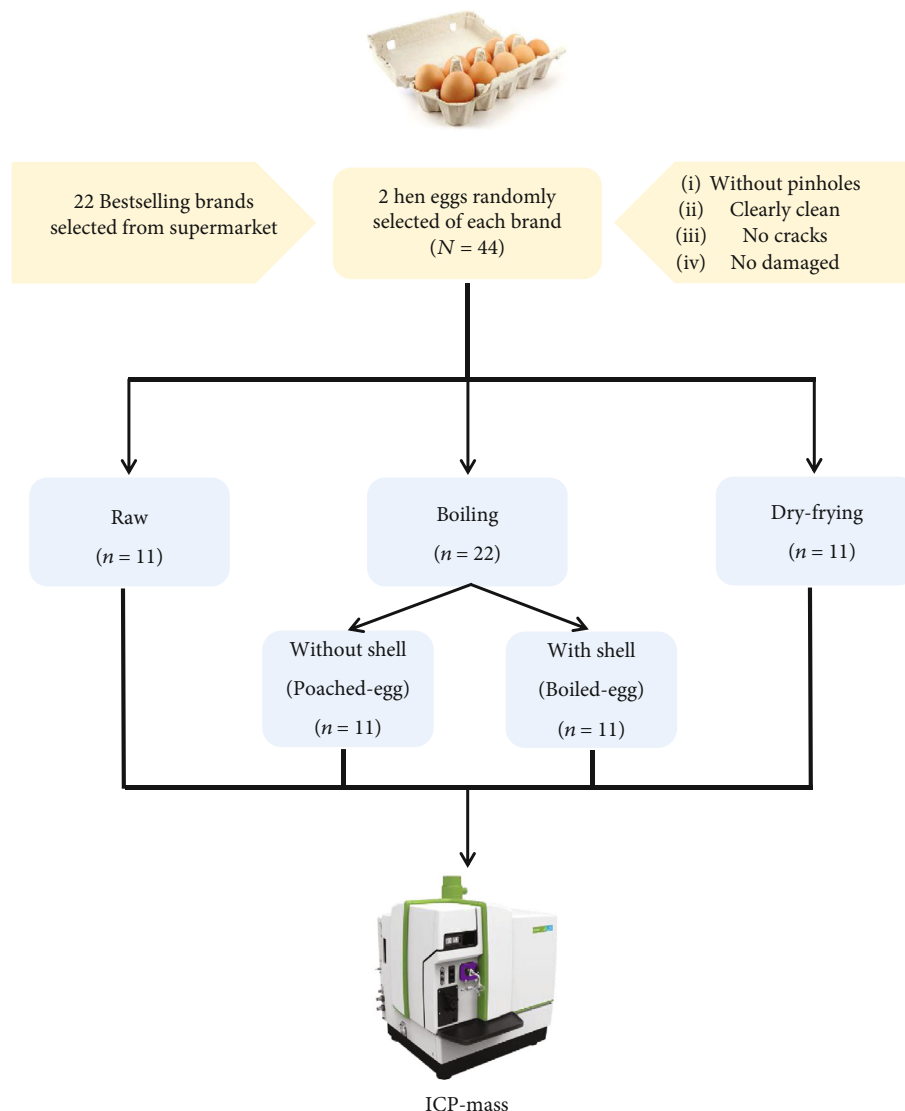 22 Bestselling brands
selected from supermarket
2 hen eggs randomly
selected of each brand
(N = 44)
(i) Without pinholes
(ii) Clearly clean
(iii) No cracks
(iv) No damaged
Raw
(n = 11)
Boiling
(n = 22)
Dry-frying
(n = 11)
Without shell
(Poached-egg)
(n = 11)
With shell
(Boiled-egg)
(n = 11)
ICP-mass